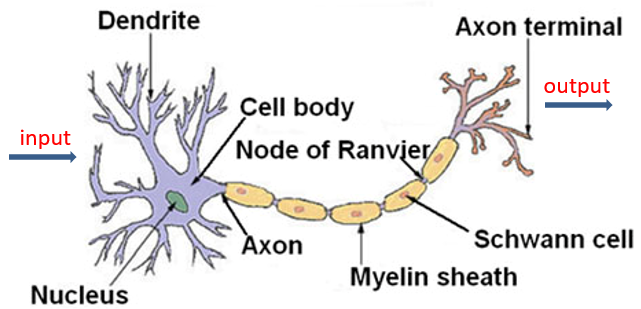 Dendrite
Axon terminal
input
output
Cell body
Node of Ranvier
Axon
Schwann cell
Myelin sheath
Nucleus